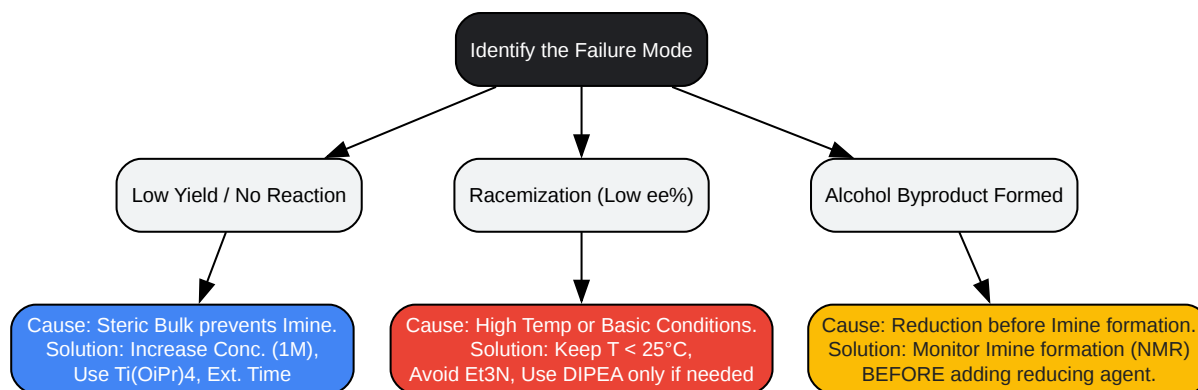 Identify the Failure Mode
Low Yield / No Reaction
Racemization (Low ee%)
Alcohol Byproduct Formed
Cause: Steric Bulk prevents Imine.
Solution: Increase Conc. (1M),
Use Ti(OiPr)4, Ext. Time
Cause: High Temp or Basic Conditions.
Solution: Keep T < 25°C,
Avoid Et3N, Use DIPEA only if needed
Cause: Reduction before Imine formation.
Solution: Monitor Imine formation (NMR)
BEFORE adding reducing agent.